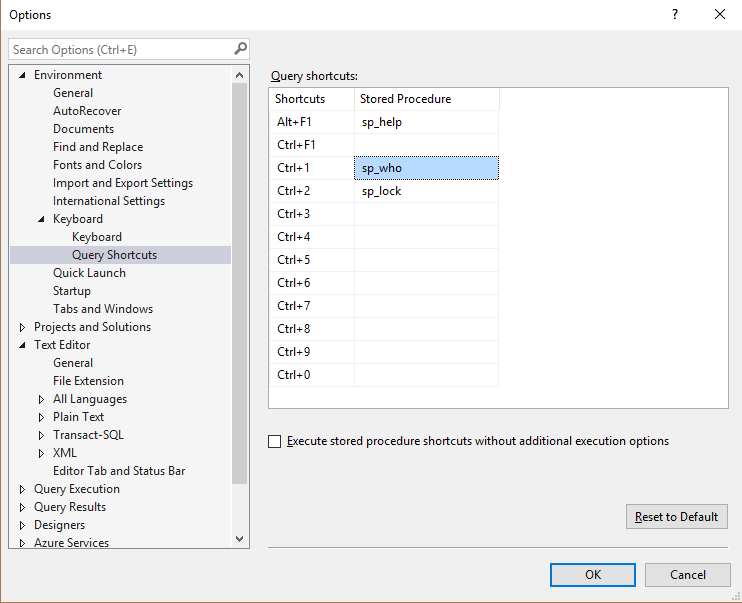 Options
?
Search Options (Ctrl+E)
Environment
General
AutoRecover
Documents
Find and Replace
Fonts and Colors
Import and Export Settings
International Settings
Keyboard
Keyboard
Query Shortcuts
Quick Launch
Startup
Tabs and Windows
Projects and Solutions
Text Editor
General
File Extension
All Languages
Plain Text
Transact-SQL
XML
Editor Tab and Status Bar
Query Execution
Query Results
Designers
Azure Services
Query shortcuts:
Shortcuts Stored Procedure
Alt+F1 sp_help
Ctrl+F1
Ctrl+1 sp_who
Ctrl+2 sp_lock
Ctrl+3
Ctrl+4
Ctrl+5
Ctrl+6
Ctrl+7
Ctrl+8
Ctrl+9
Ctrl+0
Execute stored procedure shortcuts without additional execution options
Reset to Default
OK Cancel